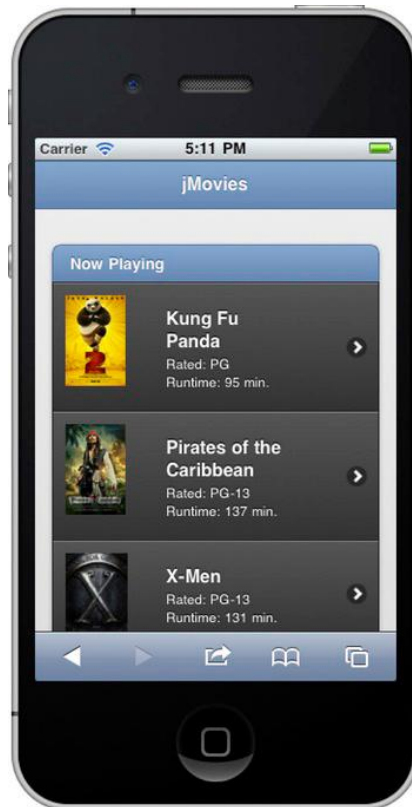 Carrier
5:11 PM
jMovies
Now Playing
2
Kung Fu
Panda
Rated: PG
Runtime: 95 min.
Pirates of the
Caribbean
Rated: PG-13
Runtime: 137 min.
X-Men
Rated: PG-13
Runtime: 131 min.